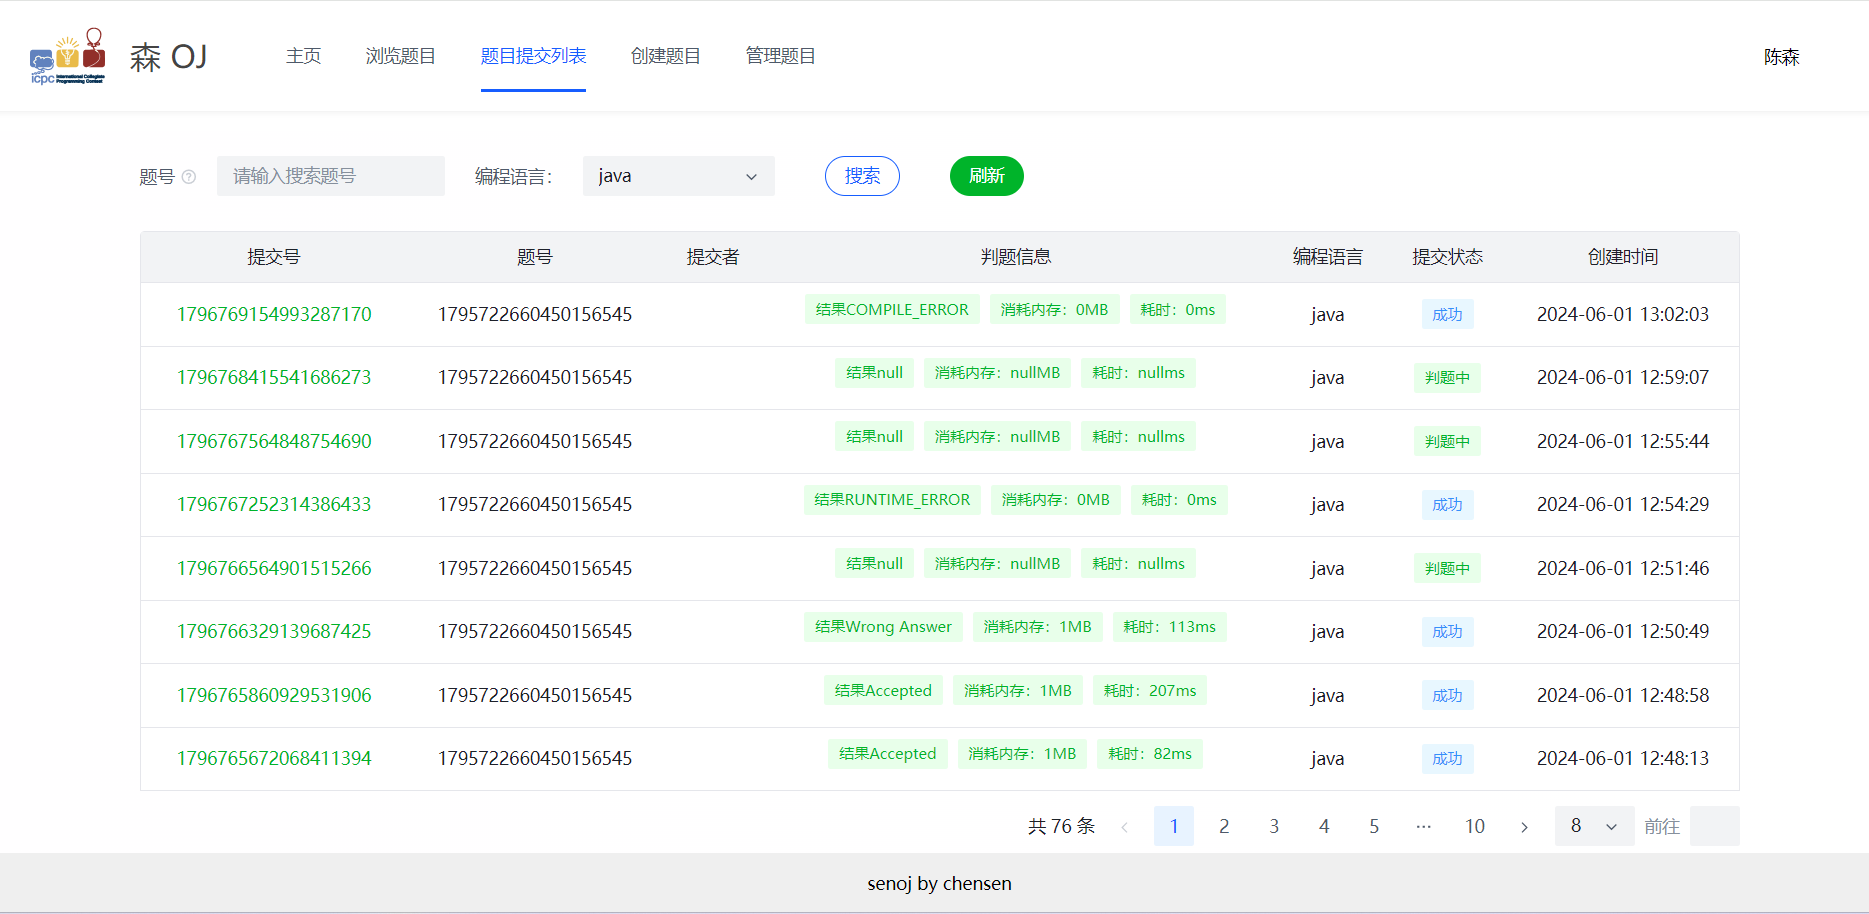 icpc International Collegiate Programming Contest
森 OJ
主页 浏览题目 题目提交列表 创建题目 管理题目
陈森
题号 请输入搜索题号 编程语言： java 搜索 刷新
提交号 题号 提交者 判题信息 编程语言 提交状态 创建时间
1796769154993287170 1795722660450156545 结果COMPILE_ERROR 消耗内存：0MB 耗时：0ms java 成功 2024-06-01 13:02:03
1796768415541686273 1795722660450156545 结果null 消耗内存：nullMB 耗时：nullms java 判题中 2024-06-01 12:59:07
1796767564848754690 1795722660450156545 结果null 消耗内存：nullMB 耗时：nullms java 判题中 2024-06-01 12:55:44
1796767252314386433 1795722660450156545 结果RUNTIME_ERROR 消耗内存：0MB 耗时：0ms java 成功 2024-06-01 12:54:29
1796766564901515266 1795722660450156545 结果null 消耗内存：nullMB 耗时：nullms java 判题中 2024-06-01 12:51:46
1796766329139687425 1795722660450156545 结果Wrong Answer 消耗内存：1MB 耗时：113ms java 成功 2024-06-01 12:50:49
1796765860929531906 1795722660450156545 结果Accepted 消耗内存：1MB 耗时：207ms java 成功 2024-06-01 12:48:58
1796765672068411394 1795722660450156545 结果Accepted 消耗内存：1MB 耗时：82ms java 成功 2024-06-01 12:48:13
共 76 条 1 2 3 4 5 ··· 10 8 前往
senoj by chensen